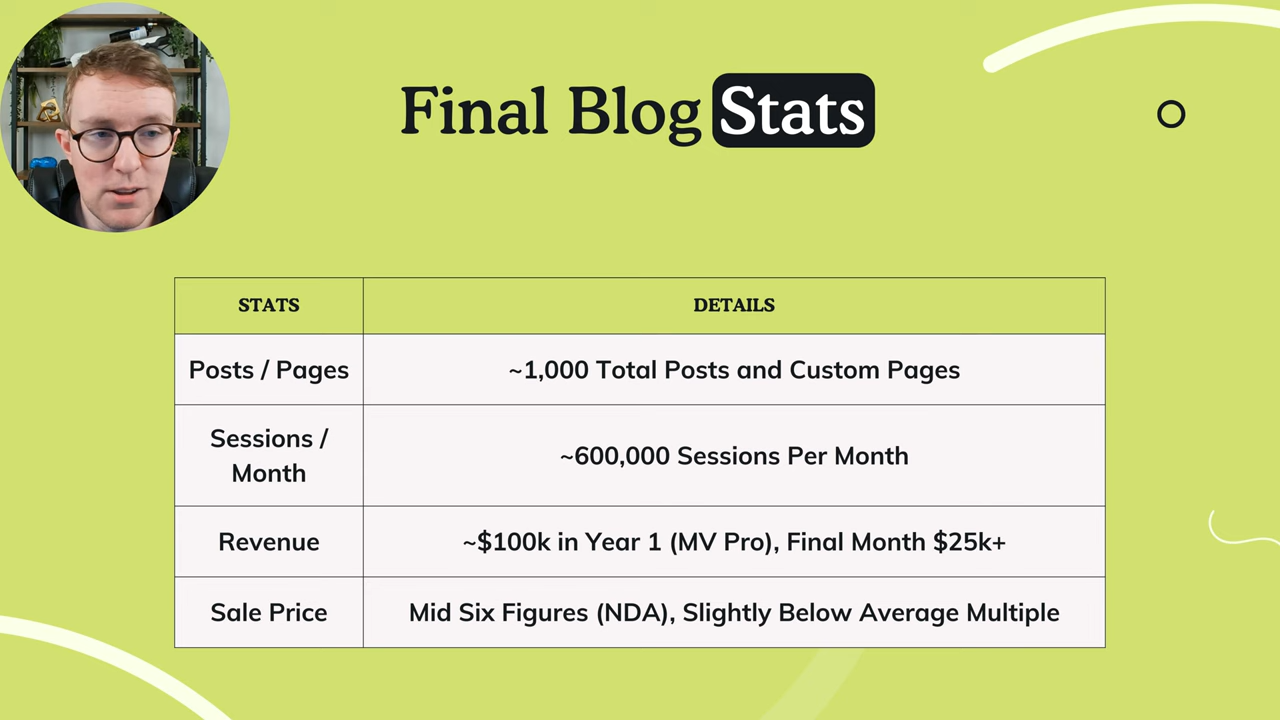 Final Blog Stats
STATS DETAILS
Posts / Pages ~1,000 Total Posts and Custom Pages
Sessions /
Month ~600,000 Sessions Per Month
Revenue ~$100k in Year 1 (MV Pro), Final Month $25k+
Sale Price Mid Six Figures (NDA), Slightly Below Average Multiple